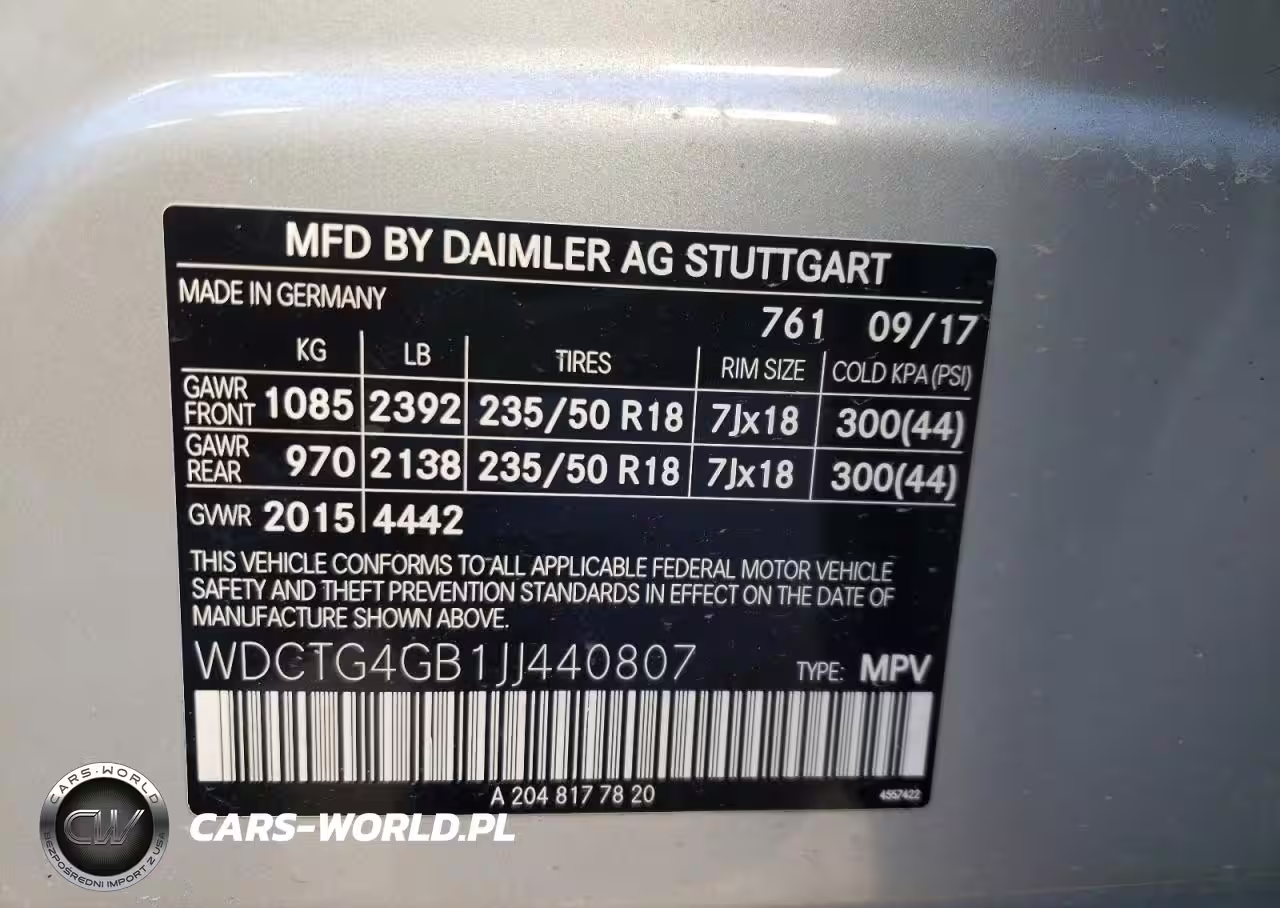 MFD BY DAIMLER AG STUTTGART
MADE IN GERMANY
761 09/17
KG LB TIRES RIM SIZE COLD KPA (PSI)
GAWR FRONT 1085 2392 235/50 R18 7Jx18 300(44)
GAWR REAR 970 2138 235/50 R18 7Jx18 300(44)
GVWR 2015 4442
THIS VEHICLE CONFORMS TO ALL APPLICABLE FEDERAL MOTOR VEHICLE
SAFETY AND THEFT PREVENTION STANDARDS IN EFFECT ON THE DATE OF
MANUFACTURE SHOWN ABOVE.
WDCTG4GB1JJ440807 TYPE: MPV
A 204 817 78 20 4557422
CARS-WORLD
CW
BEZPOŚREDNI IMPORT Z USA
CARS-WORLD.PL